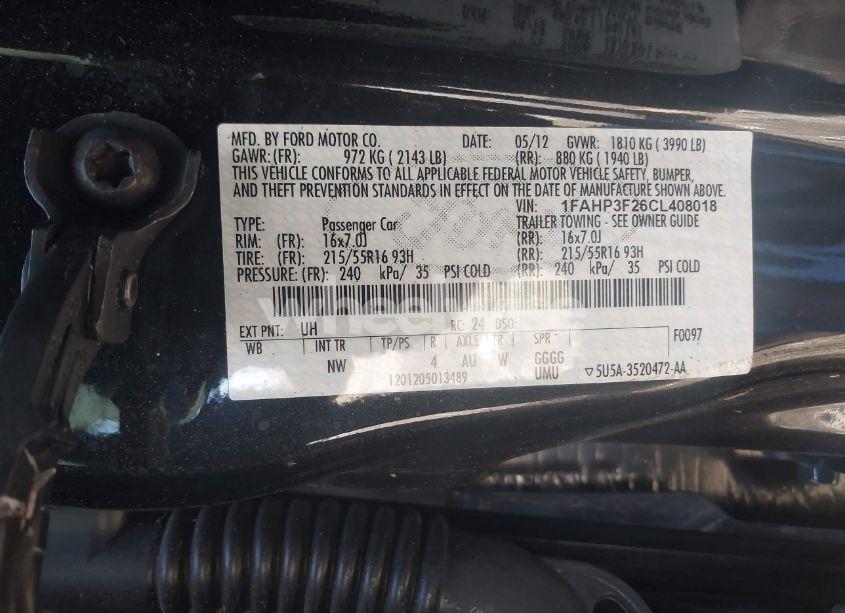 MFD. BY FORD MOTOR CO. DATE: 05/12 GVWR: 1810 KG ( 3990 LB)
GAWR: (FR): 972 KG ( 2143 LB) (RR): 880 KG ( 1940 LB)
THIS VEHICLE CONFORMS TO ALL APPLICABLE FEDERAL MOTOR VEHICLE SAFETY, BUMPER,
AND THEFT PREVENTION STANDARDS IN EFFECT ON THE DATE OF MANUFACTURE SHOWN ABOVE.
VIN: 1FAHP3F26CL408018
TYPE: Passenger Car TRAILER TOWING - SEE OWNER GUIDE
RIM: (FR): 16x7.0J (RR): 16x7.0J
TIRE: (FR): 215/55R16 93H (RR): 215/55R16 93H
PRESSURE: (FR): 240 kPa/ 35 PSI COLD (RR): 240 kPa/ 35 PSI COLD
EXT PNT: UH RC: 24 DSO: F0097
WB INT TR TP/PS R AXLE TR SPR
NW 4 AU W GGGG
1201205013489 UMU ▽5U5A-3520472-AA